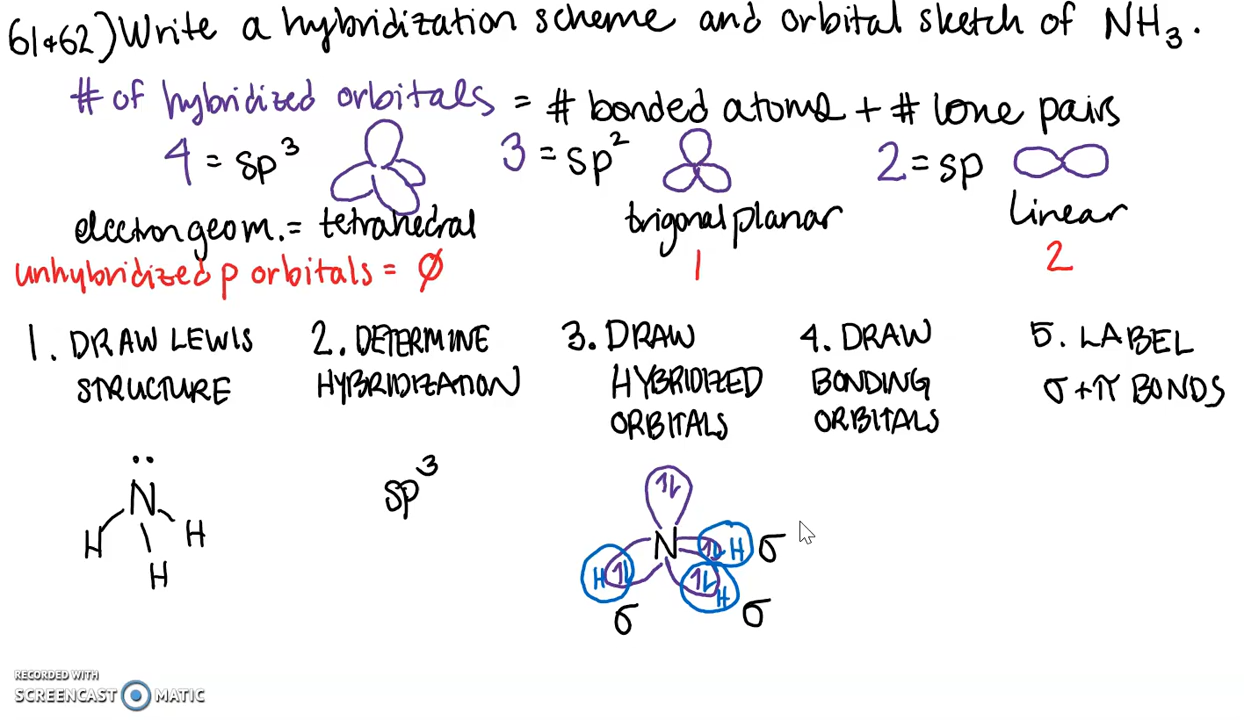 61+62) Write a hybridization scheme and orbital sketch of NH₃.
# of hybridized orbitals = # bonded atoms + # lone pairs
4 = sp³ 3 = sp² 2 = sp
electron geom. = tetrahedral trigonal planar linear
unhybridized p orbitals = ∅ 1 2
1. DRAW LEWIS STRUCTURE
2. DETERMINE HYBRIDIZATION
3. DRAW HYBRIDIZED ORBITALS
4. DRAW BONDING ORBITALS
5. LABEL σ + π BONDS
N
H H
H
sp³
⥮
N ⥮ H σ
H ⥮ ⥮ H
σ σ
RECORDED WITH
SCREENCAST MATIC